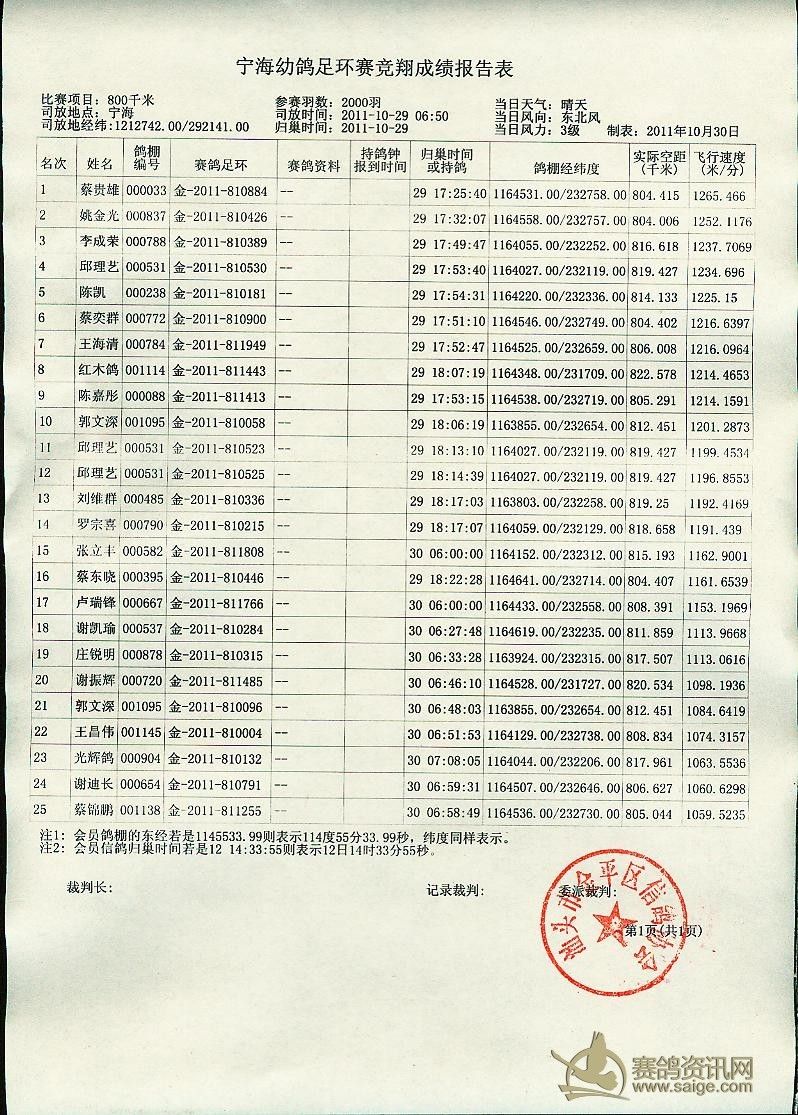 宁海幼鸽足环赛竞翔成绩报告表
比赛项目: 800千米 参赛羽数: 2000羽 当日天气: 晴天
司放地点: 宁海 司放时间: 2011-10-29 06:50 当日风向: 东北风
司放地经纬:1212742.00/292141.00 归巢时间: 2011-10-29 当日风力: 3级 制表: 2011年10月30日
名次 姓名 鸽棚编号 赛鸽足环 赛鸽资料 持鸽钟报到时间 归巢时间或持鸽 鸽棚经纬度 实际空距(千米) 飞行速度(米/分)
1 蔡贵雄 000033 金-2011-810884 -- 29 17:25:40 1164531.00/232758.00 804.415 1265.466
2 姚金光 000837 金-2011-810426 -- 29 17:32:07 1164558.00/232757.00 804.006 1252.1176
3 李成荣 000788 金-2011-810389 -- 29 17:49:47 1164055.00/232252.00 816.618 1237.7069
4 邱理艺 000531 金-2011-810530 -- 29 17:53:40 1164027.00/232119.00 819.427 1234.696
5 陈凯 000238 金-2011-810181 -- 29 17:54:31 1164220.00/232336.00 814.133 1225.15
6 蔡奕群 000772 金-2011-810900 -- 29 17:51:10 1164546.00/232749.00 804.402 1216.6397
7 王海清 000784 金-2011-811949 -- 29 17:52:47 1164525.00/232659.00 806.008 1216.0964
8 红木鸽 001114 金-2011-811443 -- 29 18:07:19 1164348.00/231709.00 822.578 1214.4653
9 陈嘉彤 000088 金-2011-811413 -- 29 17:53:15 1164538.00/232719.00 805.291 1214.1591
10 郭文深 001095 金-2011-810058 -- 29 18:06:19 1163855.00/232654.00 812.451 1201.2873
11 邱理艺 000531 金-2011-810523 -- 29 18:13:10 1164027.00/232119.00 819.427 1199.4534
12 邱理艺 000531 金-2011-810525 -- 29 18:14:39 1164027.00/232119.00 819.427 1196.8553
13 刘维群 000485 金-2011-810336 -- 29 18:17:03 1163803.00/232258.00 819.25 1192.4169
14 罗宗喜 000790 金-2011-810215 -- 29 18:17:07 1164059.00/232129.00 818.658 1191.439
15 张立丰 000582 金-2011-811808 -- 30 06:00:00 1164152.00/232312.00 815.193 1162.9001
16 蔡东晓 000395 金-2011-810446 -- 29 18:22:28 1164641.00/232714.00 804.407 1161.6539
17 卢瑞锋 000667 金-2011-811766 -- 30 06:00:00 1164433.00/232558.00 808.391 1153.1969
18 谢凯瑜 000537 金-2011-810284 -- 30 06:27:48 1164619.00/232235.00 811.859 1113.9668
19 庄锐明 000878 金-2011-810315 -- 30 06:33:28 1163924.00/232315.00 817.507 1113.0616
20 谢振辉 000720 金-2011-811485 -- 30 06:46:10 1164528.00/231727.00 820.534 1098.1936
21 郭文深 001095 金-2011-810096 -- 30 06:48:03 1163855.00/232654.00 812.451 1084.6419
22 王昌伟 001145 金-2011-810004 -- 30 06:51:53 1164129.00/232738.00 808.834 1074.3157
23 光辉鸽 000904 金-2011-810132 -- 30 07:08:05 1164044.00/232206.00 817.961 1063.5536
24 谢迪长 000654 金-2011-810791 -- 30 06:59:31 1164507.00/232646.00 806.627 1060.6298
25 蔡锦鹏 001138 金-2011-811255 -- 30 06:58:49 1164536.00/232730.00 805.044 1059.5235
注1: 会员鸽棚的东经若是1145533.99则表示114度55分33.99秒, 纬度同样表示。
注2: 会员信鸽归巢时间若是12 14:33:55则表示12日14时33分55秒。
裁判长: 记录裁判: 委派裁判:
汕头市金平区信鸽协会
第1页(共1页)
赛鸽资讯网
www.saige.com